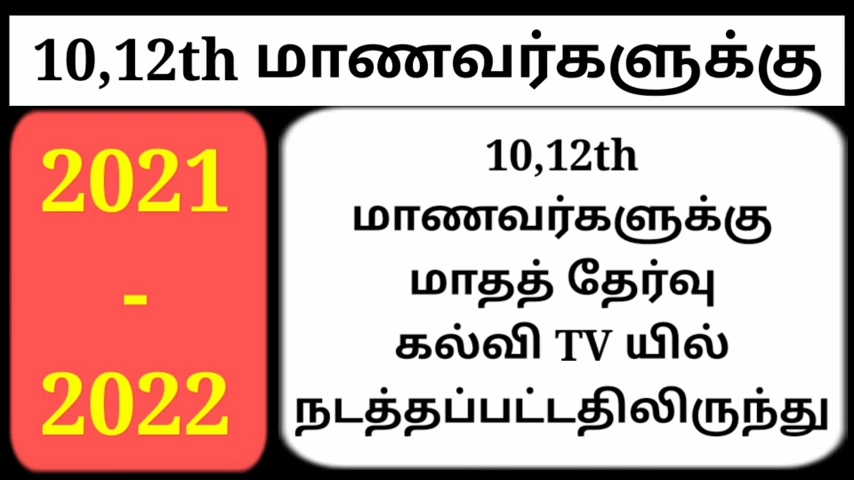 10,12th மாணவர்களுக்கு
2021
-
2022
10,12th
மாணவர்களுக்கு
மாதத் தேர்வு
கல்வி TV யில்
நடத்தப்பட்டதிலிருந்து